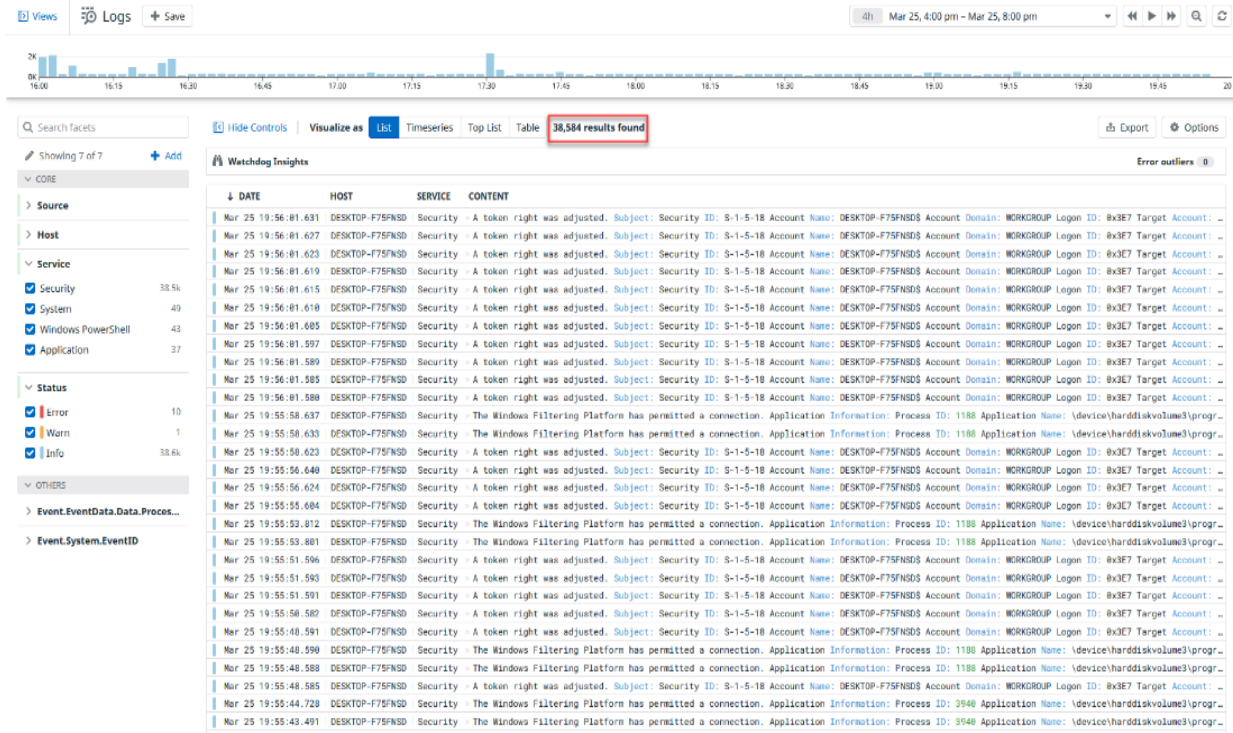 Views Logs + Save 4h Mar 25, 4:00 pm – Mar 25, 8:00 pm
2K
0K
16:00 16:15 16:30 16:45 17:00 17:15 17:30 17:45 18:00 18:15 18:30 18:45 19:00 19:15 19:30 19:45 20
Search facets Hide Controls Visualize as List Timeseries Top List Table 38,584 results found Export Options
Showing 7 of 7 + Add
Watchdog Insights Error outliers 0
CORE
Source
Host
Service
Security 38.5k
System 49
Windows PowerShell 43
Application 37
Status
Error 10
Warn 1
Info 38.6k
OTHERS
Event.EventData.Data.Proces...
Event.System.EventID
↓ DATE HOST SERVICE CONTENT
Mar 25 19:56:01.631 DESKTOP-F75FNSD Security A token right was adjusted. Subject: Security ID: S-1-5-18 Account Name: DESKTOP-F75FNSD$ Account Domain: WORKGROUP Logon ID: 0x3E7 Target Account: …
Mar 25 19:56:01.627 DESKTOP-F75FNSD Security A token right was adjusted. Subject: Security ID: S-1-5-18 Account Name: DESKTOP-F75FNSD$ Account Domain: WORKGROUP Logon ID: 0x3E7 Target Account: …
Mar 25 19:56:01.623 DESKTOP-F75FNSD Security A token right was adjusted. Subject: Security ID: S-1-5-18 Account Name: DESKTOP-F75FNSD$ Account Domain: WORKGROUP Logon ID: 0x3E7 Target Account: …
Mar 25 19:56:01.619 DESKTOP-F75FNSD Security A token right was adjusted. Subject: Security ID: S-1-5-18 Account Name: DESKTOP-F75FNSD$ Account Domain: WORKGROUP Logon ID: 0x3E7 Target Account: …
Mar 25 19:56:01.615 DESKTOP-F75FNSD Security A token right was adjusted. Subject: Security ID: S-1-5-18 Account Name: DESKTOP-F75FNSD$ Account Domain: WORKGROUP Logon ID: 0x3E7 Target Account: …
Mar 25 19:56:01.610 DESKTOP-F75FNSD Security A token right was adjusted. Subject: Security ID: S-1-5-18 Account Name: DESKTOP-F75FNSD$ Account Domain: WORKGROUP Logon ID: 0x3E7 Target Account: …
Mar 25 19:56:01.605 DESKTOP-F75FNSD Security A token right was adjusted. Subject: Security ID: S-1-5-18 Account Name: DESKTOP-F75FNSD$ Account Domain: WORKGROUP Logon ID: 0x3E7 Target Account: …
Mar 25 19:56:01.597 DESKTOP-F75FNSD Security A token right was adjusted. Subject: Security ID: S-1-5-18 Account Name: DESKTOP-F75FNSD$ Account Domain: WORKGROUP Logon ID: 0x3E7 Target Account: …
Mar 25 19:56:01.589 DESKTOP-F75FNSD Security A token right was adjusted. Subject: Security ID: S-1-5-18 Account Name: DESKTOP-F75FNSD$ Account Domain: WORKGROUP Logon ID: 0x3E7 Target Account: …
Mar 25 19:56:01.585 DESKTOP-F75FNSD Security A token right was adjusted. Subject: Security ID: S-1-5-18 Account Name: DESKTOP-F75FNSD$ Account Domain: WORKGROUP Logon ID: 0x3E7 Target Account: …
Mar 25 19:56:01.580 DESKTOP-F75FNSD Security A token right was adjusted. Subject: Security ID: S-1-5-18 Account Name: DESKTOP-F75FNSD$ Account Domain: WORKGROUP Logon ID: 0x3E7 Target Account: …
Mar 25 19:55:58.637 DESKTOP-F75FNSD Security The Windows Filtering Platform has permitted a connection. Application Information: Process ID: 1188 Application Name: \device\harddiskvolume3\progr…
Mar 25 19:55:58.633 DESKTOP-F75FNSD Security The Windows Filtering Platform has permitted a connection. Application Information: Process ID: 1188 Application Name: \device\harddiskvolume3\progr…
Mar 25 19:55:58.623 DESKTOP-F75FNSD Security A token right was adjusted. Subject: Security ID: S-1-5-18 Account Name: DESKTOP-F75FNSD$ Account Domain: WORKGROUP Logon ID: 0x3E7 Target Account: …
Mar 25 19:55:56.640 DESKTOP-F75FNSD Security A token right was adjusted. Subject: Security ID: S-1-5-18 Account Name: DESKTOP-F75FNSD$ Account Domain: WORKGROUP Logon ID: 0x3E7 Target Account: …
Mar 25 19:55:56.624 DESKTOP-F75FNSD Security A token right was adjusted. Subject: Security ID: S-1-5-18 Account Name: DESKTOP-F75FNSD$ Account Domain: WORKGROUP Logon ID: 0x3E7 Target Account: …
Mar 25 19:55:55.604 DESKTOP-F75FNSD Security A token right was adjusted. Subject: Security ID: S-1-5-18 Account Name: DESKTOP-F75FNSD$ Account Domain: WORKGROUP Logon ID: 0x3E7 Target Account: …
Mar 25 19:55:53.812 DESKTOP-F75FNSD Security The Windows Filtering Platform has permitted a connection. Application Information: Process ID: 1188 Application Name: \device\harddiskvolume3\progr…
Mar 25 19:55:53.801 DESKTOP-F75FNSD Security The Windows Filtering Platform has permitted a connection. Application Information: Process ID: 1188 Application Name: \device\harddiskvolume3\progr…
Mar 25 19:55:51.596 DESKTOP-F75FNSD Security A token right was adjusted. Subject: Security ID: S-1-5-18 Account Name: DESKTOP-F75FNSD$ Account Domain: WORKGROUP Logon ID: 0x3E7 Target Account: …
Mar 25 19:55:51.593 DESKTOP-F75FNSD Security A token right was adjusted. Subject: Security ID: S-1-5-18 Account Name: DESKTOP-F75FNSD$ Account Domain: WORKGROUP Logon ID: 0x3E7 Target Account: …
Mar 25 19:55:51.591 DESKTOP-F75FNSD Security A token right was adjusted. Subject: Security ID: S-1-5-18 Account Name: DESKTOP-F75FNSD$ Account Domain: WORKGROUP Logon ID: 0x3E7 Target Account: …
Mar 25 19:55:50.582 DESKTOP-F75FNSD Security A token right was adjusted. Subject: Security ID: S-1-5-18 Account Name: DESKTOP-F75FNSD$ Account Domain: WORKGROUP Logon ID: 0x3E7 Target Account: …
Mar 25 19:55:48.591 DESKTOP-F75FNSD Security A token right was adjusted. Subject: Security ID: S-1-5-18 Account Name: DESKTOP-F75FNSD$ Account Domain: WORKGROUP Logon ID: 0x3E7 Target Account: …
Mar 25 19:55:48.590 DESKTOP-F75FNSD Security The Windows Filtering Platform has permitted a connection. Application Information: Process ID: 1188 Application Name: \device\harddiskvolume3\progr…
Mar 25 19:55:48.588 DESKTOP-F75FNSD Security The Windows Filtering Platform has permitted a connection. Application Information: Process ID: 1188 Application Name: \device\harddiskvolume3\progr…
Mar 25 19:55:48.585 DESKTOP-F75FNSD Security A token right was adjusted. Subject: Security ID: S-1-5-18 Account Name: DESKTOP-F75FNSD$ Account Domain: WORKGROUP Logon ID: 0x3E7 Target Account: …
Mar 25 19:55:44.728 DESKTOP-F75FNSD Security The Windows Filtering Platform has permitted a connection. Application Information: Process ID: 3940 Application Name: \device\harddiskvolume3\progr…
Mar 25 19:55:43.491 DESKTOP-F75FNSD Security The Windows Filtering Platform has permitted a connection. Application Information: Process ID: 3940 Application Name: \device\harddiskvolume3\progr…